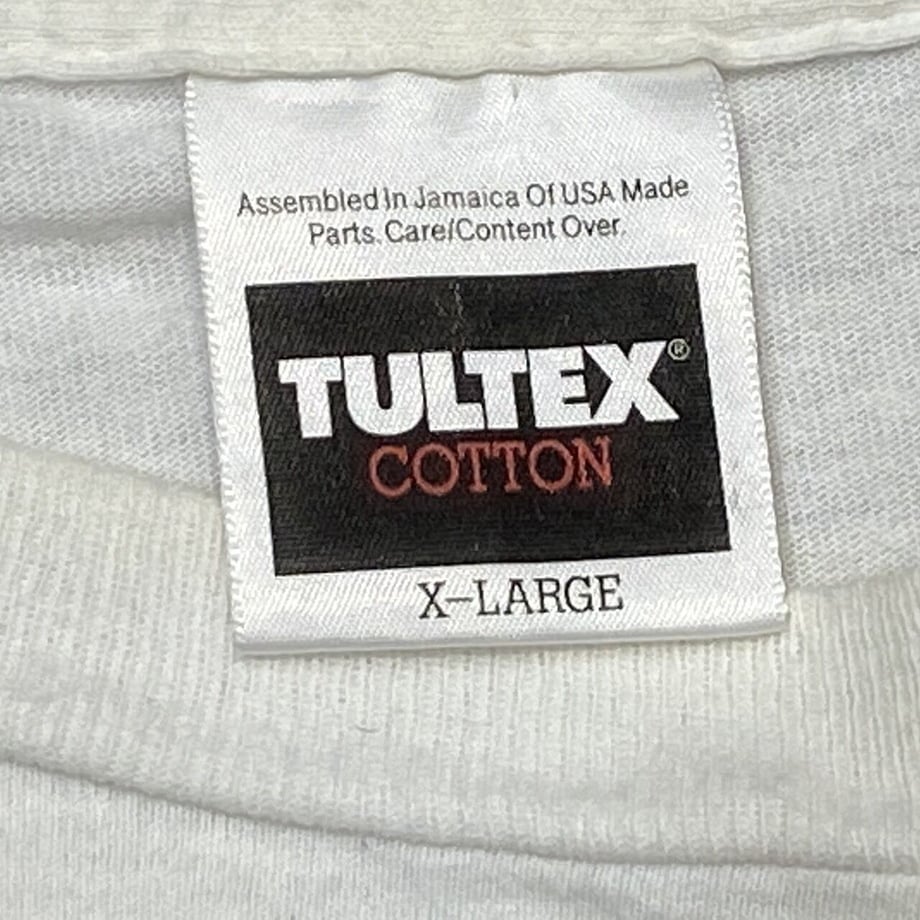 Assembled In Jamaica Of USA Made
Parts. Care/Content Over.
TULTEX®
COTTON
X-LARGE